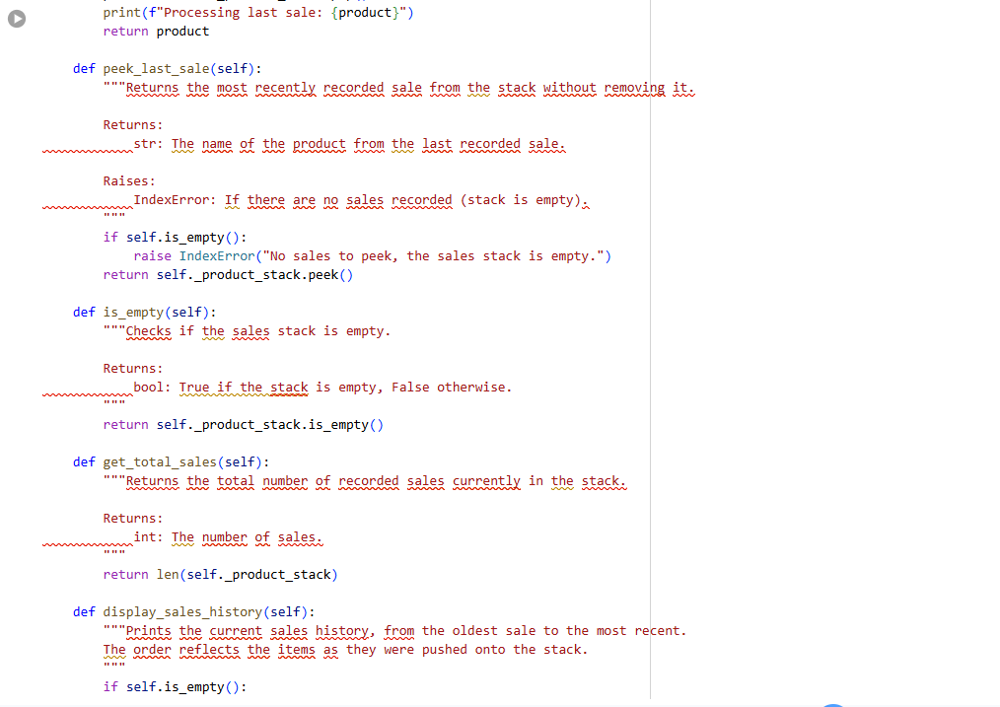 print(f"Processing last sale: {product}")
return product
def peek_last_sale(self):
"""Returns the most recently recorded sale from the stack without removing it.
Returns:
str: The name of the product from the last recorded sale.
Raises:
IndexError: If there are no sales recorded (stack is empty).
"""
if self.is_empty():
raise IndexError("No sales to peek, the sales stack is empty.")
return self._product_stack.peek()
def is_empty(self):
"""Checks if the sales stack is empty.
Returns:
bool: True if the stack is empty, False otherwise.
"""
return self._product_stack.is_empty()
def get_total_sales(self):
"""Returns the total number of recorded sales currently in the stack.
Returns:
int: The number of sales.
"""
return len(self._product_stack)
def display_sales_history(self):
"""Prints the current sales history, from the oldest sale to the most recent.
The order reflects the items as they were pushed onto the stack.
"""
if self.is_empty():